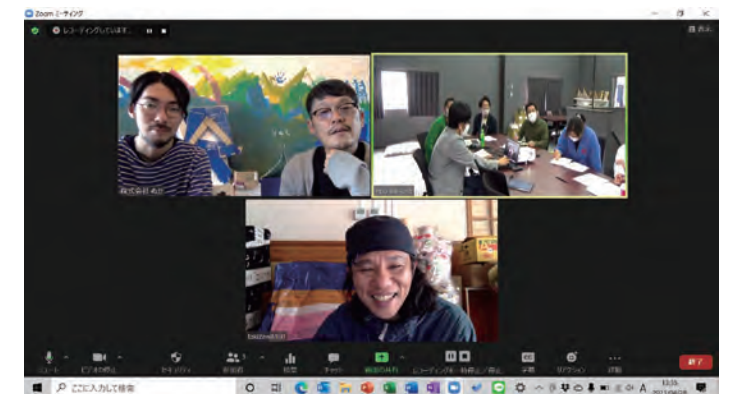 Zoom ミーティング
レコーディングしています...
表示
株式会社
ミュート
ビデオの停止
セキュリティ
参加者
3
投票
チャット
画面の共有
レコーディングを一時停止/停止
字幕
リアクション
詳細
終了
ここに入力して検索
A